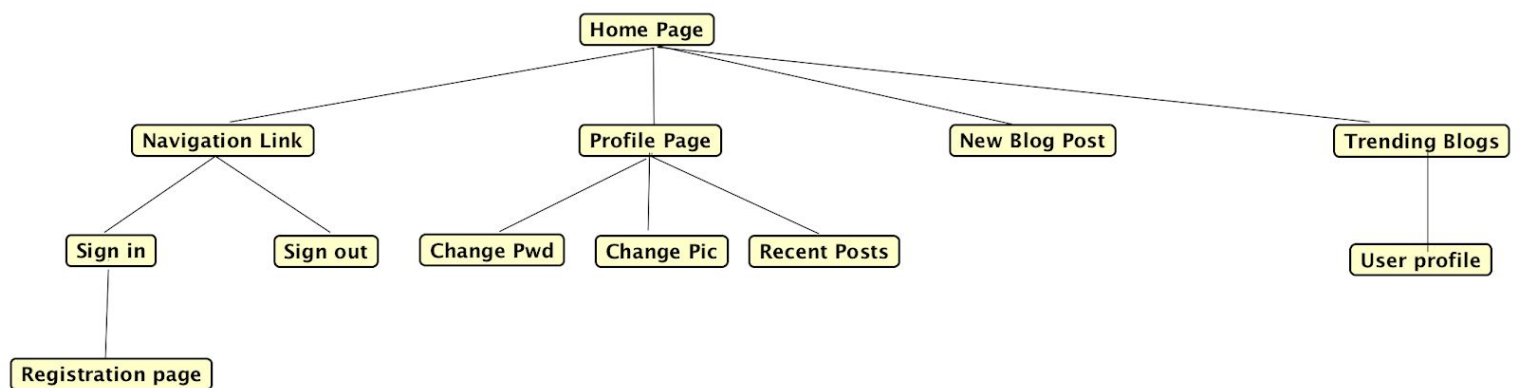 Home Page
Navigation Link
Profile Page
New Blog Post
Trending Blogs
Sign in
Sign out
Change Pwd
Change Pic
Recent Posts
User profile
Registration page